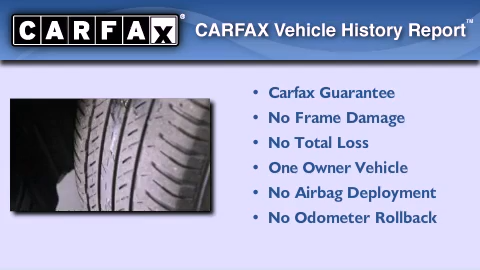 CARFAX® CARFAX Vehicle History Report™
• Carfax Guarantee
• No Frame Damage
• No Total Loss
• One Owner Vehicle
• No Airbag Deployment
• No Odometer Rollback